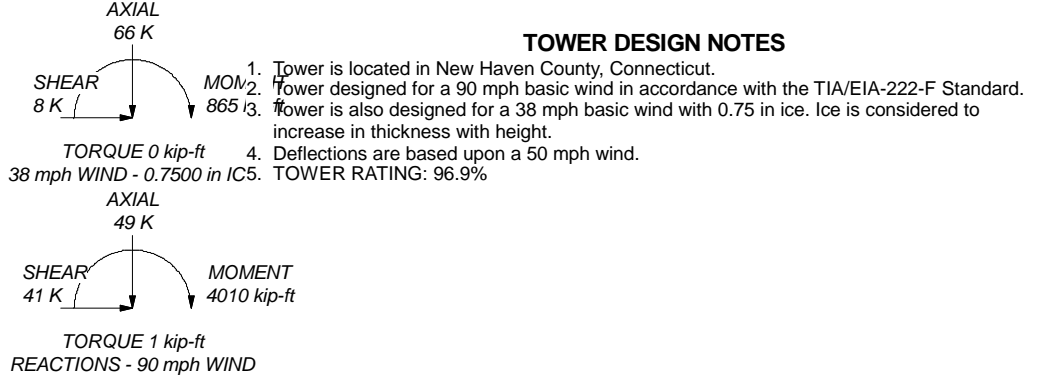 AXIAL
66 K
SHEAR
8 K
MOM
865
TORQUE 0 kip-ft
38 mph WIND - 0.7500 in IC
AXIAL
49 K
SHEAR
41 K
MOMENT
4010 kip-ft
TORQUE 1 kip-ft
REACTIONS - 90 mph WIND
TOWER DESIGN NOTES
1. Tower is located in New Haven County, Connecticut.
2. Tower designed for a 90 mph basic wind in accordance with the TIA/EIA-222-F Standard.
3. Tower is also designed for a 38 mph basic wind with 0.75 in ice. Ice is considered to
increase in thickness with height.
4. Deflections are based upon a 50 mph wind.
5. TOWER RATING: 96.9%